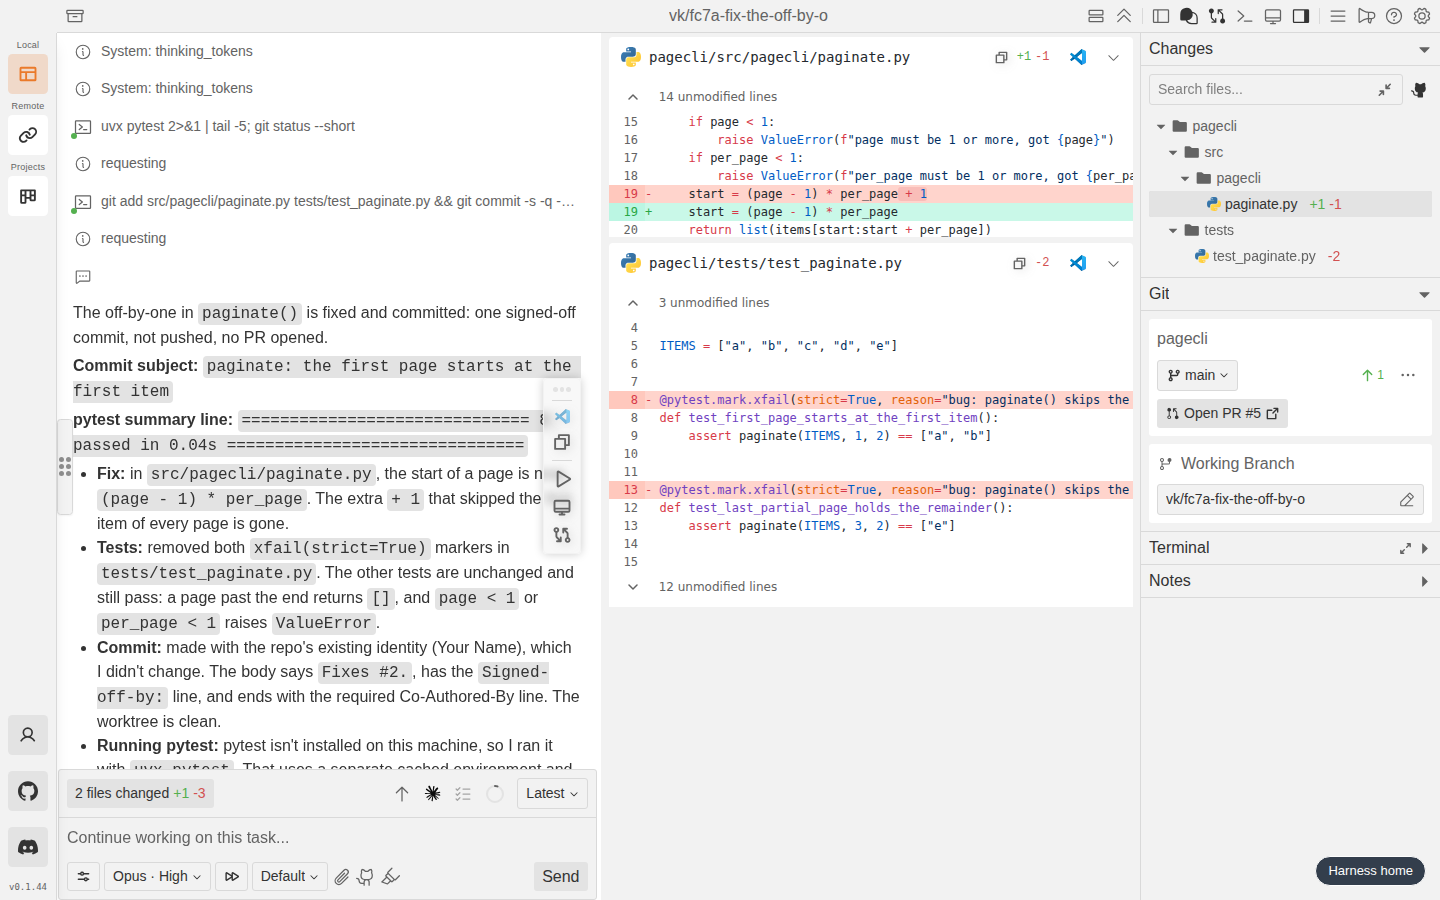 vk/fc7a-fix-the-off-by-o
Local
Remote
Projects
v0.1.44
System: thinking_tokens
System: thinking_tokens
uvx pytest 2>&1 | tail -5; git status --short
requesting
git add src/pagecli/paginate.py tests/test_paginate.py && git commit -s -q -...
requesting
The off-by-one in paginate() is fixed and committed: one signed-off
commit, not pushed, no PR opened.
Commit subject: paginate: the first page starts at the
first item
pytest summary line: ============================== 8
passed in 0.04s ===============================
• Fix: in src/pagecli/paginate.py, the start of a page is n
(page - 1) * per_page. The extra + 1 that skipped the
item of every page is gone.
• Tests: removed both xfail(strict=True) markers in
tests/test_paginate.py. The other tests are unchanged and
still pass: a page past the end returns [], and page < 1 or
per_page < 1 raises ValueError.
• Commit: made with the repo's existing identity (Your Name), which
I didn't change. The body says Fixes #2., has the Signed-
off-by: line, and ends with the required Co-Authored-By line. The
worktree is clean.
• Running pytest: pytest isn't installed on this machine, so I ran it
with uvx pytest. That uses a separate cached environment and
2 files changed +1 -3
Latest
Continue working on this task...
Opus · High
Default
Send
pagecli/src/pagecli/paginate.py
+1 -1
14 unmodified lines
15 if page < 1:
16 raise ValueError(f"page must be 1 or more, got {page}")
17 if per_page < 1:
18 raise ValueError(f"per_page must be 1 or more, got {per_pa
19 - start = (page - 1) * per_page + 1
19 + start = (page - 1) * per_page
20 return list(items[start:start + per_page])
pagecli/tests/test_paginate.py
-2
3 unmodified lines
4
5 ITEMS = ["a", "b", "c", "d", "e"]
6
7
8 - @pytest.mark.xfail(strict=True, reason="bug: paginate() skips the
8 def test_first_page_starts_at_the_first_item():
9 assert paginate(ITEMS, 1, 2) == ["a", "b"]
10
11
13 - @pytest.mark.xfail(strict=True, reason="bug: paginate() skips the
12 def test_last_partial_page_holds_the_remainder():
13 assert paginate(ITEMS, 3, 2) == ["e"]
14
15
12 unmodified lines
Changes
Search files...
pagecli
src
pagecli
paginate.py +1 -1
tests
test_paginate.py -2
Git
pagecli
main
1
Open PR #5
Working Branch
vk/fc7a-fix-the-off-by-o
Terminal
Notes
Harness home